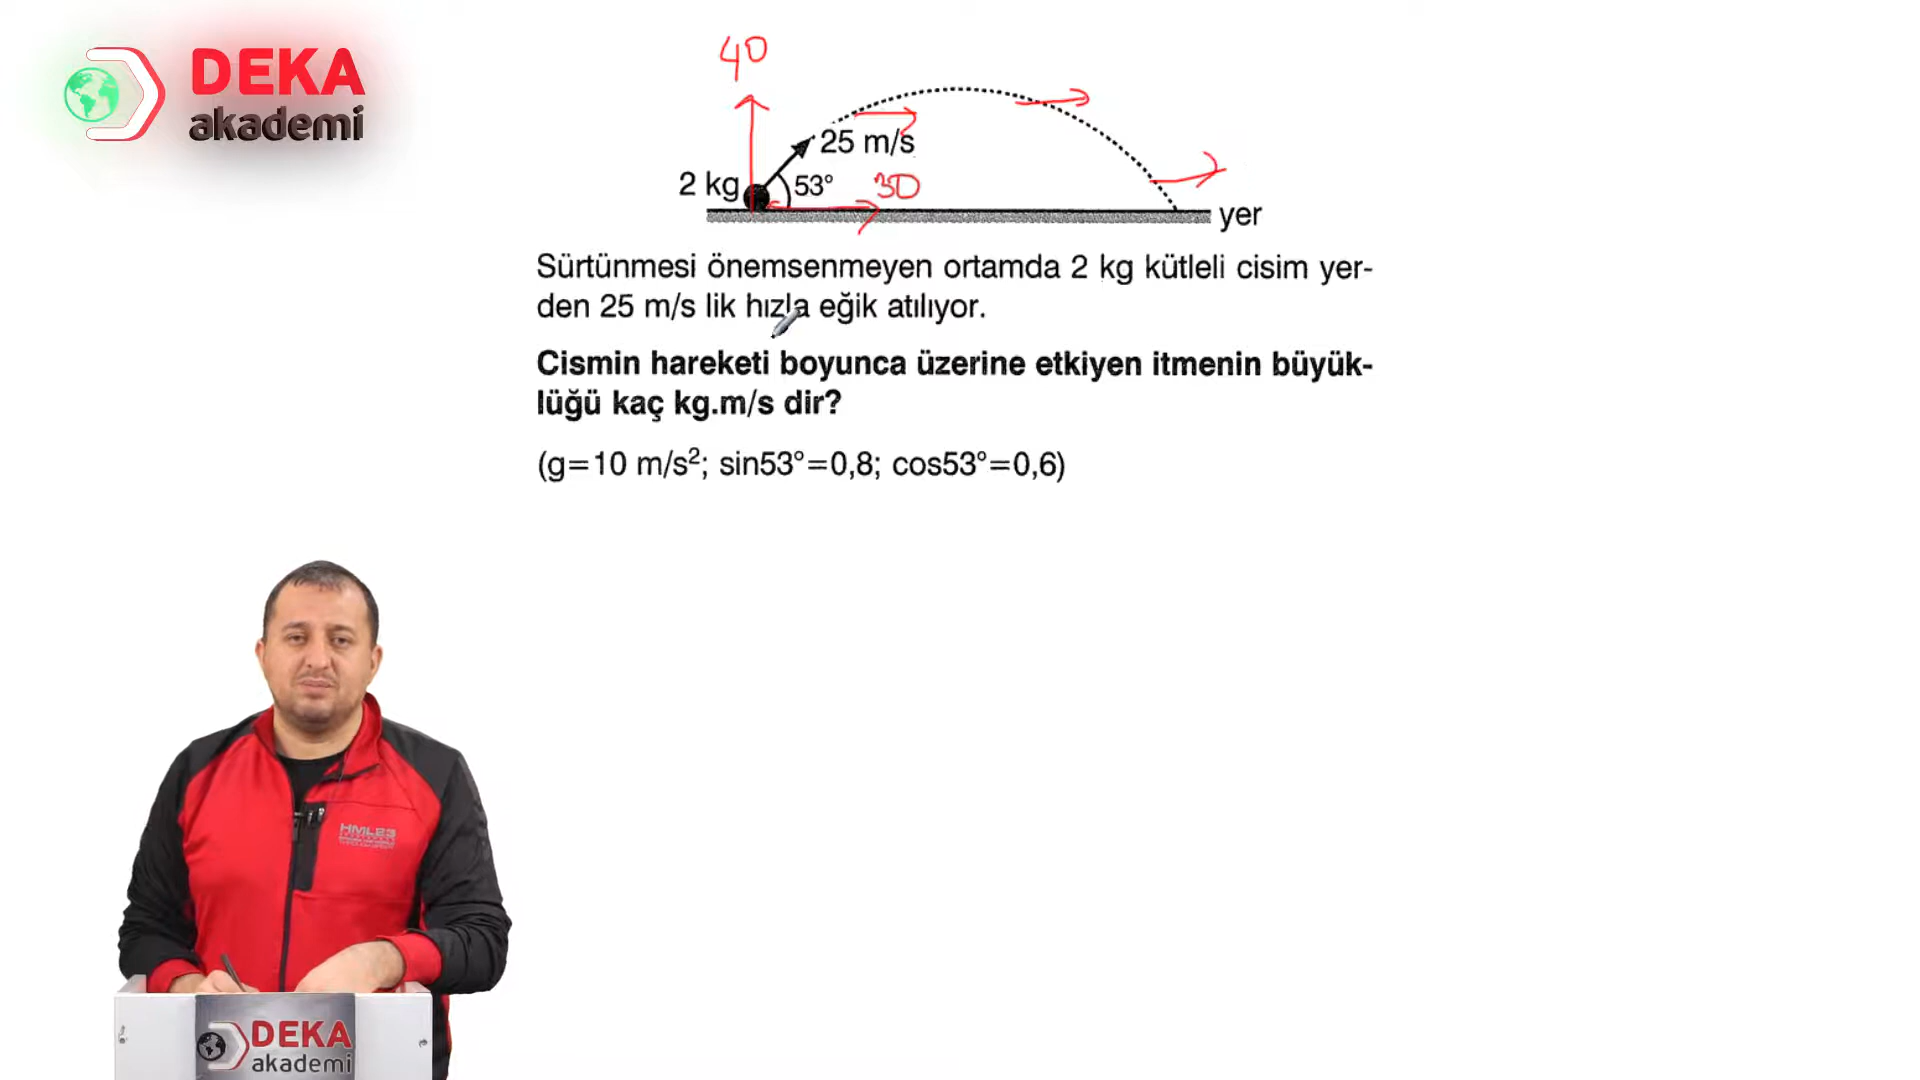 DEKA
akademi
40
25 m/s
2 kg
53°
30
yer
Sürtünmesi önemsenmeyen ortamda 2 kg kütleli cisim yer-
den 25 m/s lik hızla eğik atılıyor.
Cismin hareketi boyunca üzerine etkiyen itmenin büyük-
lüğü kaç kg.m/s dir?
(g=10 m/s²; sin53°=0,8; cos53°=0,6)
HML23
DEKA
akademi